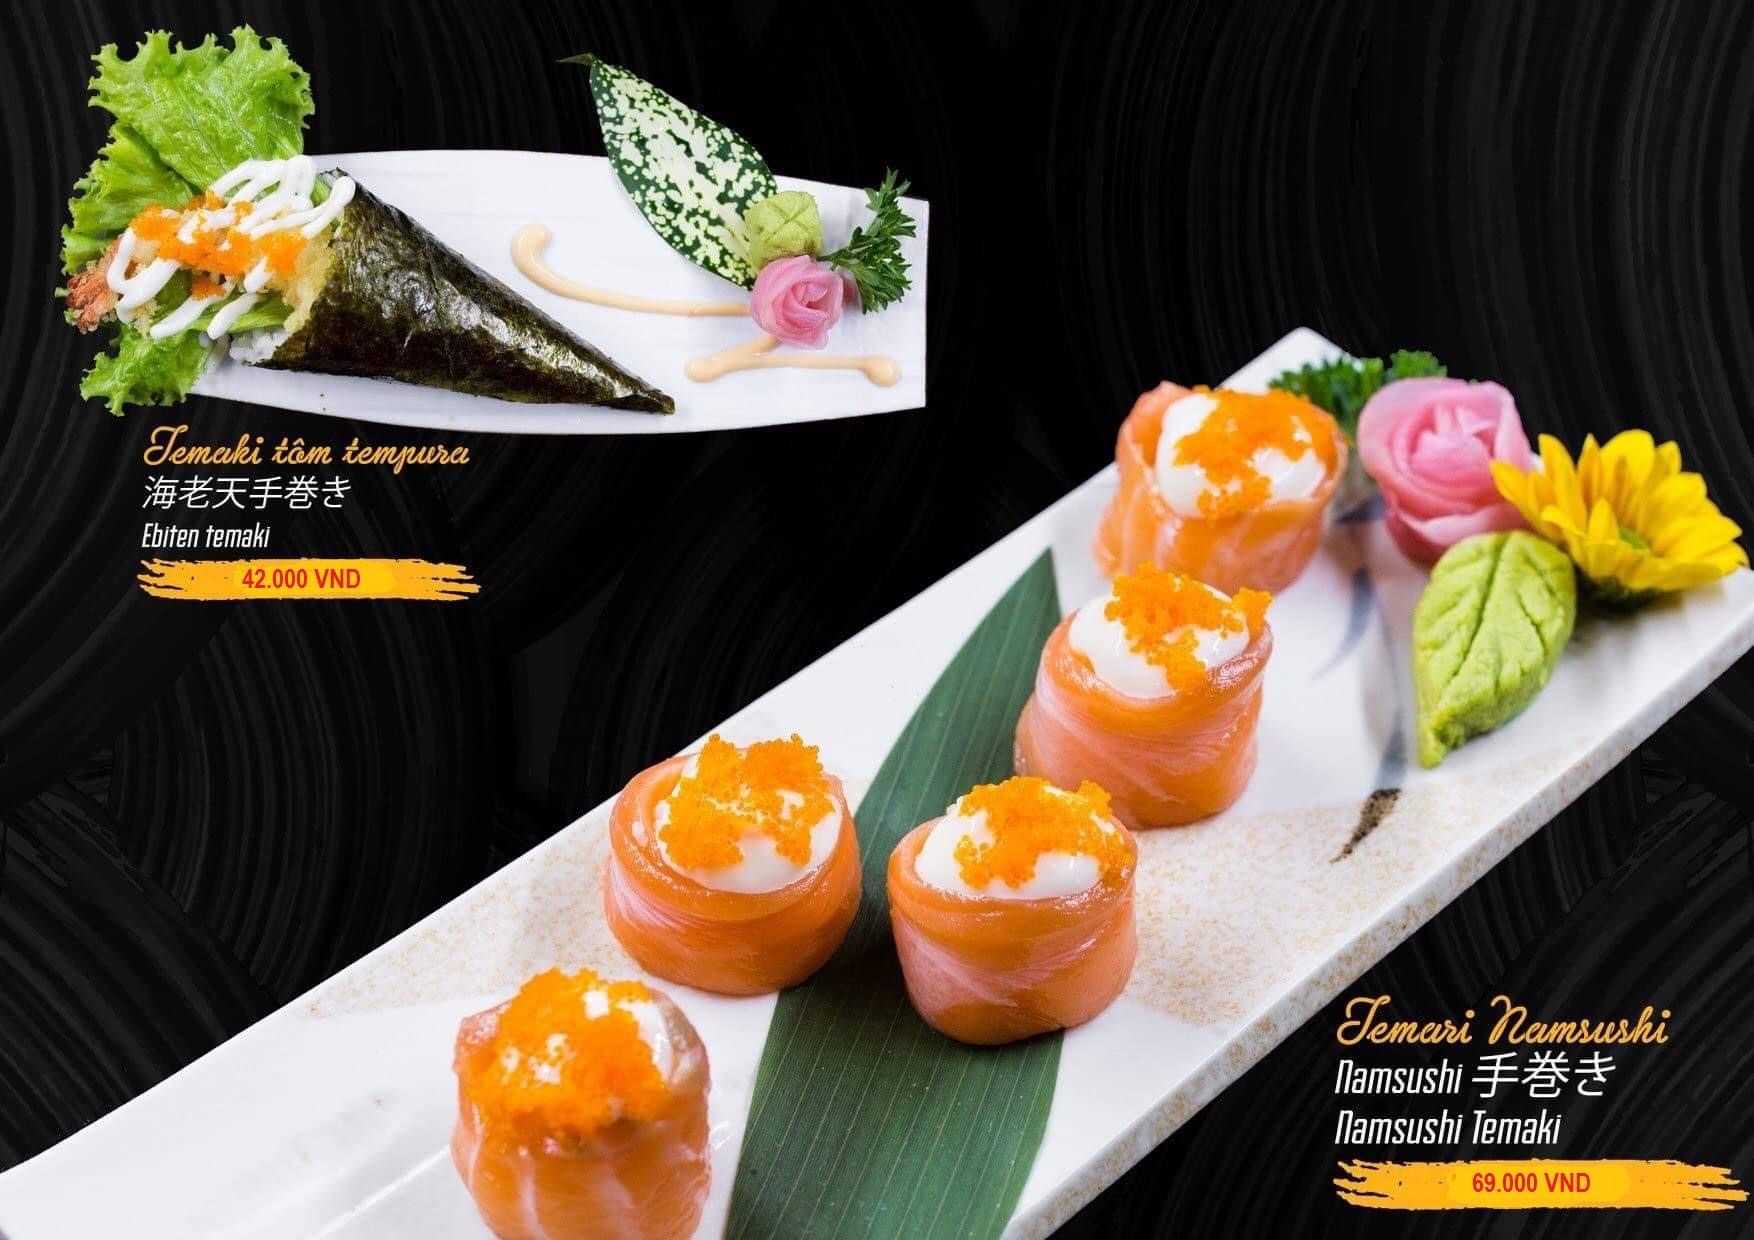 Temaki tôm tempura
海老天手巻き
Ebiten temaki
42.000 VND
Temari Namsushi
Namsushi 手巻き
Namsushi Temaki
69.000 VND